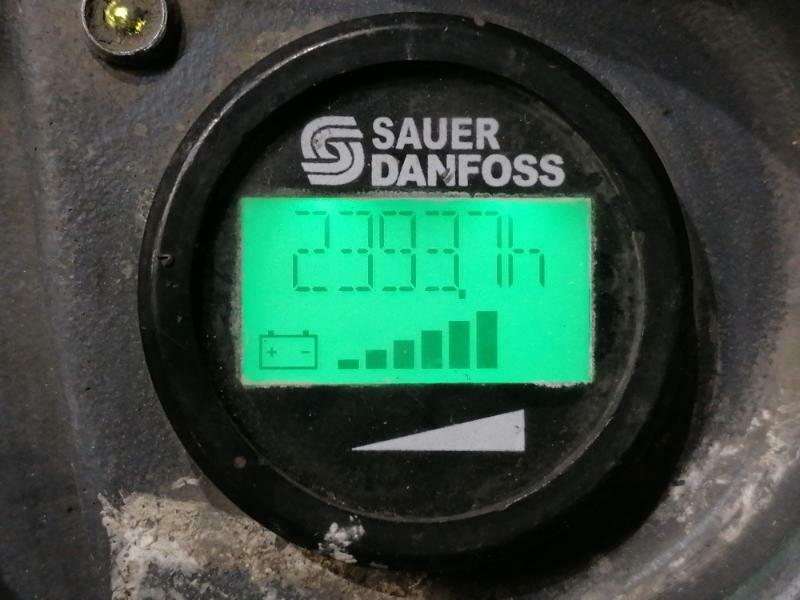 SAUER
DANFOSS
2393.7h
+ -